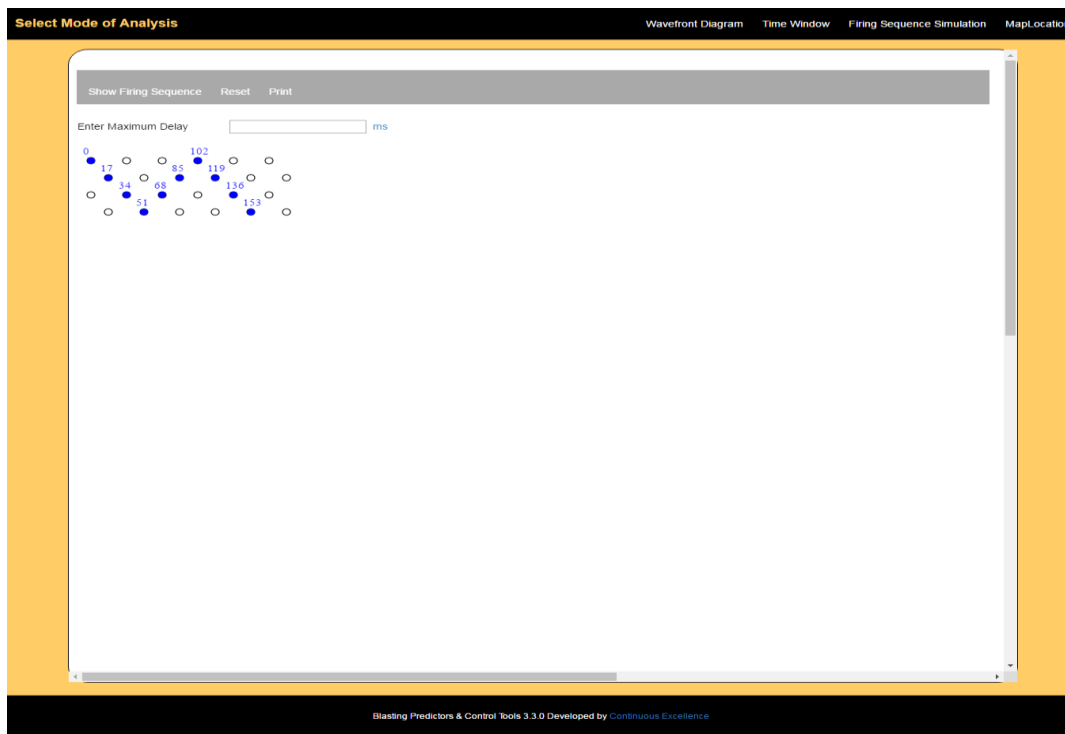 Select Mode of Analysis
Wavefront Diagram Time Window Firing Sequence Simulation MapLocatio
Show Firing Sequence Reset Print
Enter Maximum Delay ms
0 102
17 85 119
34 68 136
51 153
Blasting Predictors & Control Tools 3.3.0 Developed by Continuous Excellence